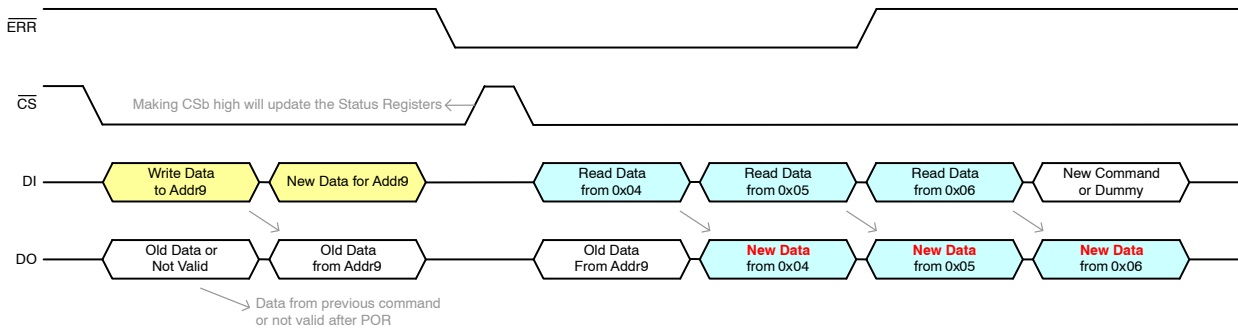 ERR
CS
Making CSb high will update the Status Registers
DI
Write Data
to Addr9
New Data for Addr9
Read Data
from 0x04
Read Data
from 0x05
Read Data
from 0x06
New Command
or Dummy
DO
Old Data or
Not Valid
Old Data
from Addr9
Old Data
From Addr9
New Data
from 0x04
New Data
from 0x05
New Data
from 0x06
Data from previous command
or not valid after POR